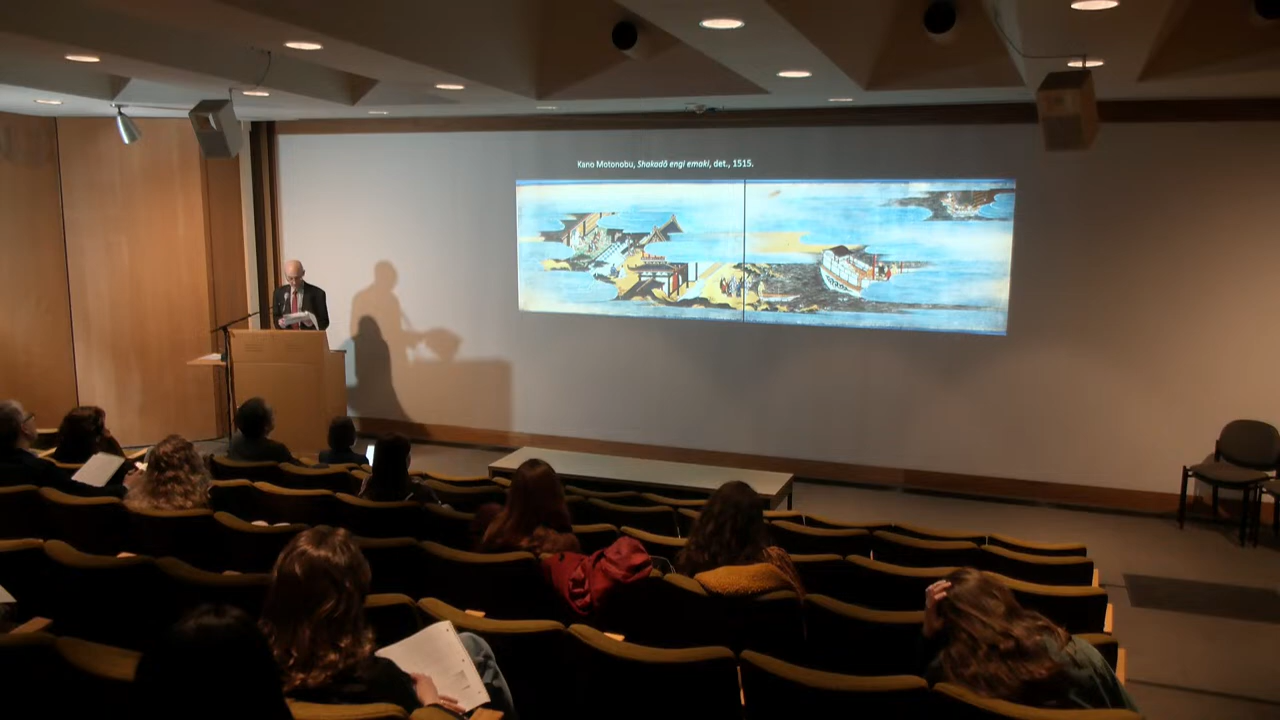 Kano Motonobu, Shakadō engi emaki, det., 1515.